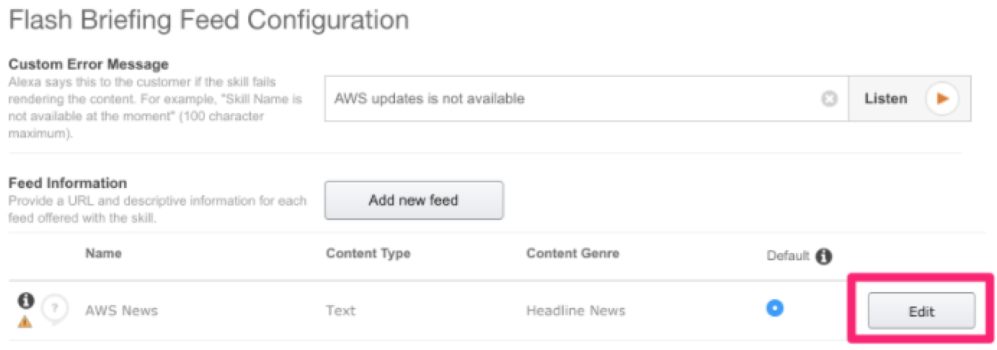 Flash Briefing Feed Configuration
Custom Error Message
Alexa says this to the customer if the skill fails
rendering the content. For example, "Skill Name is
not available at the moment" (100 character
maximum).
AWS updates is not available
Listen
Feed Information
Provide a URL and descriptive information for each
feed offered with the skill.
Add new feed
Name Content Type Content Genre Default
AWS News Text Headline News Edit